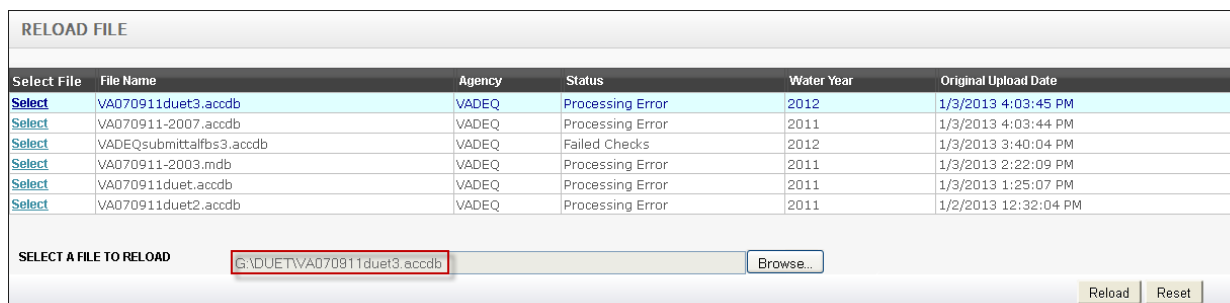 RELOAD FILE
Select File File Name Agency Status Water Year Original Upload Date
Select VA070911duet3.accdb VADEQ Processing Error 2012 1/3/2013 4:03:45 PM
Select VA070911-2007.accdb VADEQ Processing Error 2011 1/3/2013 4:03:44 PM
Select VADEQsubmittalfbs3.accdb VADEQ Failed Checks 2012 1/3/2013 3:40:04 PM
Select VA070911-2003.mdb VADEQ Processing Error 2011 1/3/2013 2:22:09 PM
Select VA070911duet.accdb VADEQ Processing Error 2011 1/3/2013 1:25:07 PM
Select VA070911duet2.accdb VADEQ Processing Error 2011 1/2/2013 12:32:04 PM
SELECT A FILE TO RELOAD G:\DUET\VA070911duet3.accdb Browse...
Reload Reset